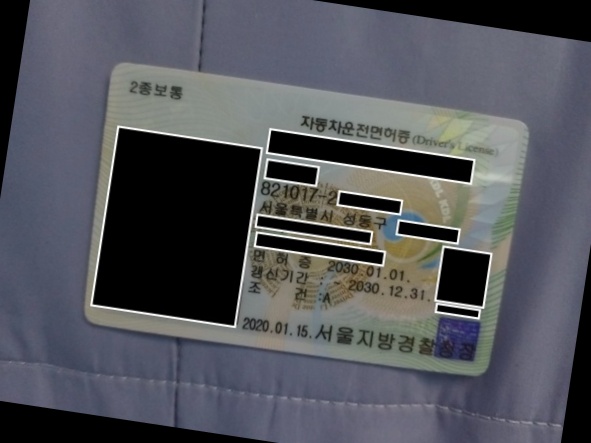 2종보통
자동차운전면허증 (Driver's License)
821017-2
서울특별시 성동구
면 허 증 2030.01.01.
갱신기간 : ~ 2030.12.31.
조 건 :A
2020.01.15. 서울지방경찰청장